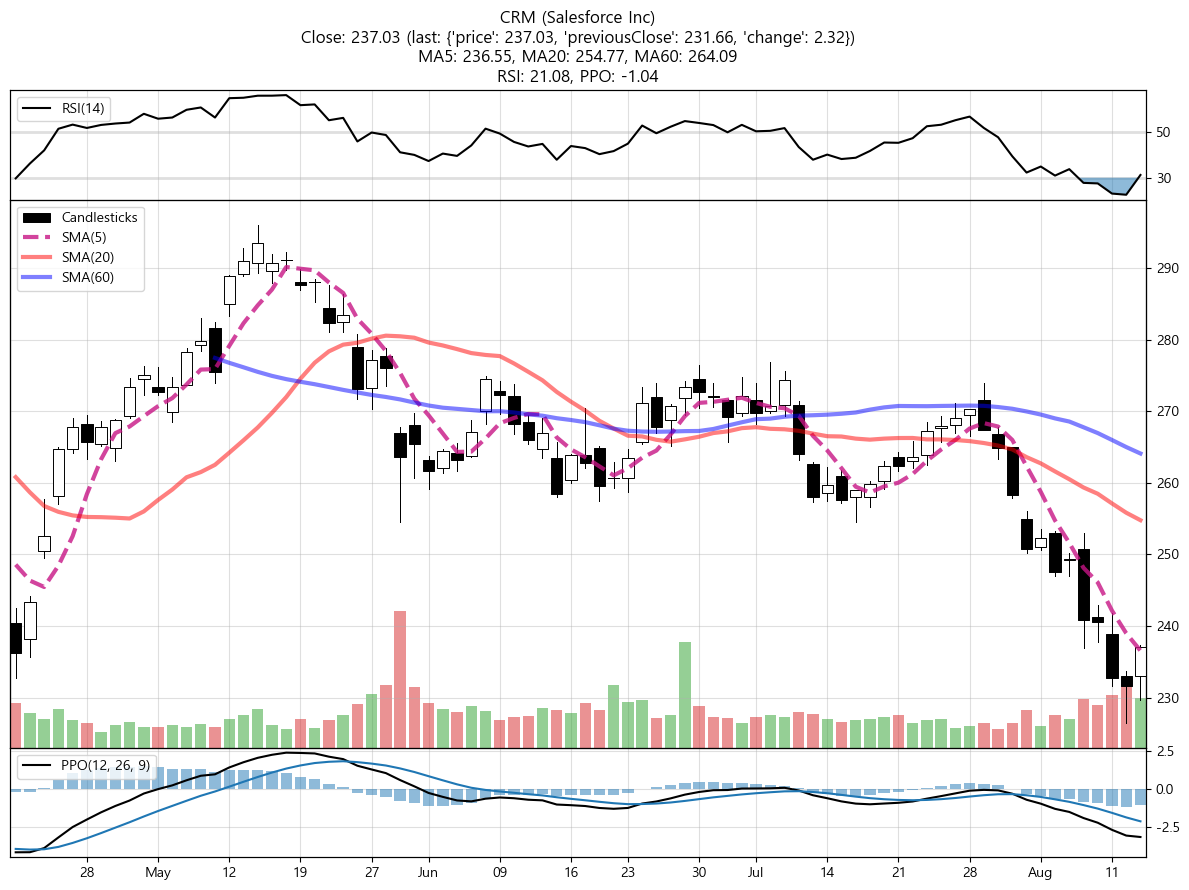 CRM (Salesforce Inc)
Close: 237.03 (last: {'price': 237.03, 'previousClose': 231.66, 'change': 2.32})
MA5: 236.55, MA20: 254.77, MA60: 264.09
RSI: 21.08, PPO: -1.04
RSI(14)
50
30
Candlesticks
SMA(5)
SMA(20)
SMA(60)
290
280
270
260
250
240
230
PPO(12, 26, 9)
2.5
0.0
−2.5
28 May 12 19 27 Jun 09 16 23 Jul 14 21 28 Aug 11